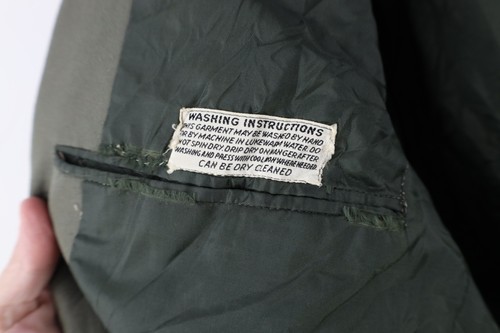 WASHING INSTRUCTIONS
THIS GARMENT MAY BE WASHED BY HAND
OR BY MACHINE IN LUKEWARM WATER. DO
NOT SPIN DRY. DRIP DRY ON HANGER AFTER
WASHING AND PRESS WITH COOL IRON WHERE NEEDED
CAN BE DRY CLEANED